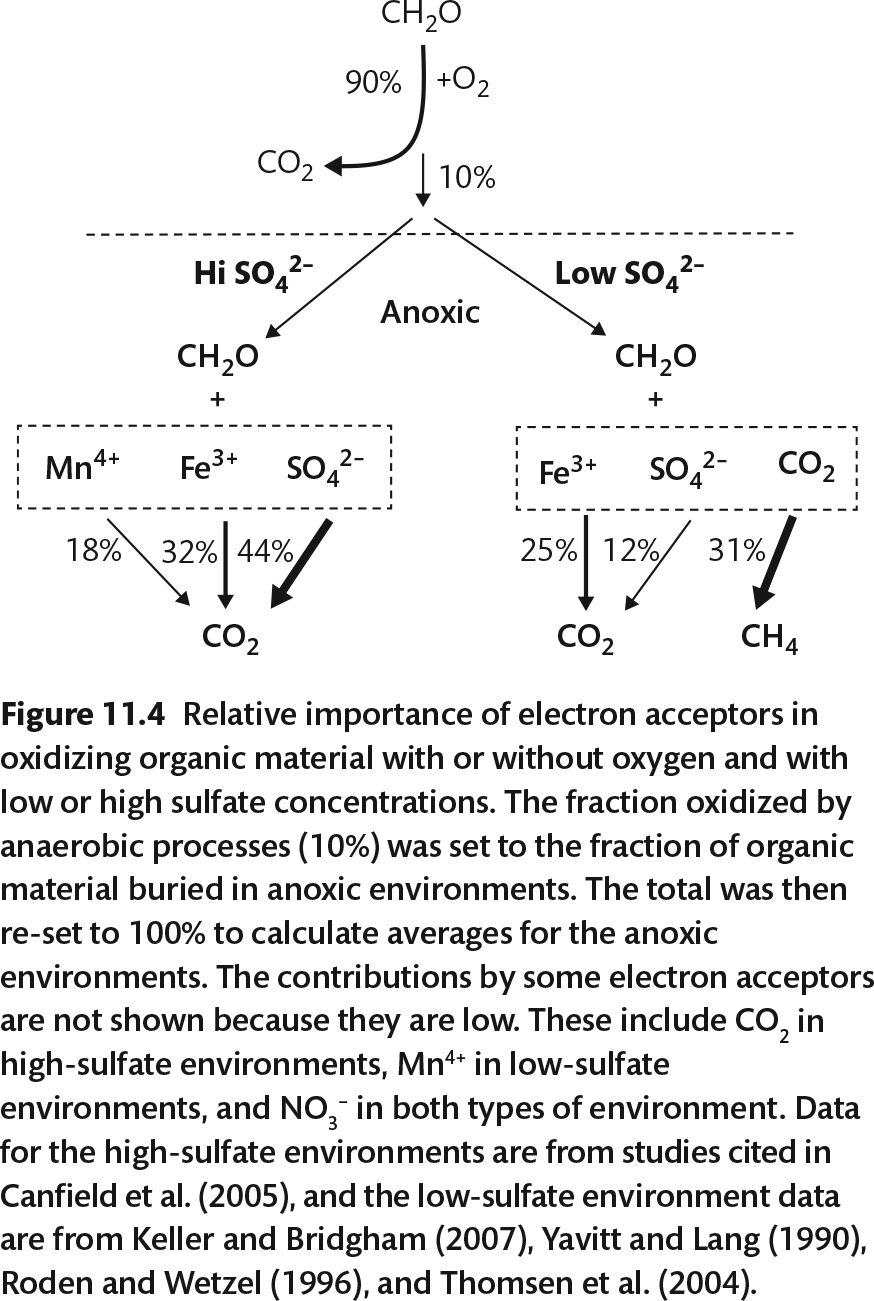 CH₂O
90% +O₂
CO₂
10%
Hi SO₄²⁻ Low SO₄²⁻
Anoxic
CH₂O CH₂O
+ +
Mn⁴⁺ Fe³⁺ SO₄²⁻ Fe³⁺ SO₄²⁻ CO₂
18% 32% 44% 25% 12% 31%
CO₂ CO₂ CH₄
Figure 11.4 Relative importance of electron acceptors in
oxidizing organic material with or without oxygen and with
low or high sulfate concentrations. The fraction oxidized by
anaerobic processes (10%) was set to the fraction of organic
material buried in anoxic environments. The total was then
re-set to 100% to calculate averages for the anoxic
environments. The contributions by some electron acceptors
are not shown because they are low. These include CO₂ in
high-sulfate environments, Mn⁴⁺ in low-sulfate
environments, and NO₃⁻ in both types of environment. Data
for the high-sulfate environments are from studies cited in
Canfield et al. (2005), and the low-sulfate environment data
are from Keller and Bridgham (2007), Yavitt and Lang (1990),
Roden and Wetzel (1996), and Thomsen et al. (2004).